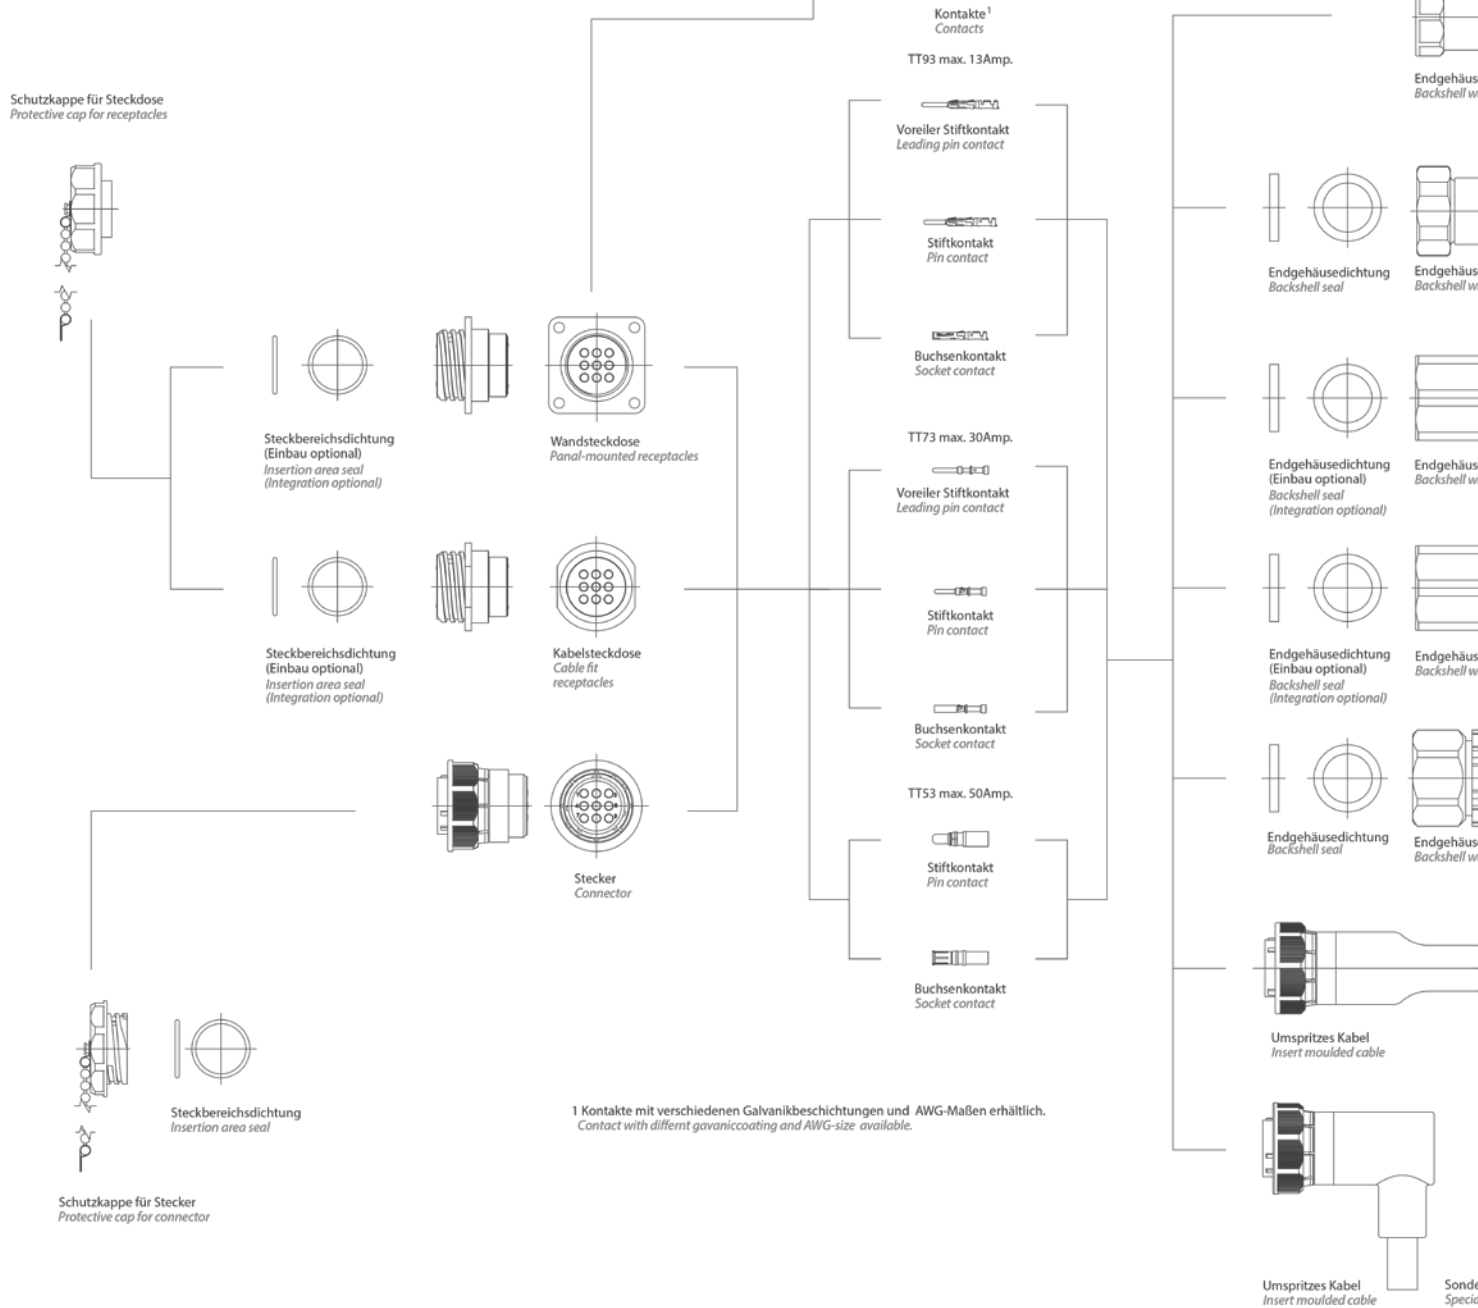 Kontakte¹
Contacts
TT93 max. 13Amp.
Voreiler Stiftkontakt
Leading pin contact
Stiftkontakt
Pin contact
Buchsenkontakt
Socket contact
TT73 max. 30Amp.
Voreiler Stiftkontakt
Leading pin contact
Stiftkontakt
Pin contact
Buchsenkontakt
Socket contact
TT53 max. 50Amp.
Stiftkontakt
Pin contact
Buchsenkontakt
Socket contact
Schutzkappe für Steckdose
Protective cap for receptacles
Steckbereichsdichtung
(Einbau optional)
Insertion area seal
(Integration optional)
Wandsteckdose
Panal-mounted receptacles
Steckbereichsdichtung
(Einbau optional)
Insertion area seal
(Integration optional)
Kabelsteckdose
Cable fit
receptacles
Stecker
Connector
Steckbereichsdichtung
Insertion area seal
Schutzkappe für Stecker
Protective cap for connector
1 Kontakte mit verschiedenen Galvanikbeschichtungen und AWG-Maßen erhältlich.
Contact with differnt gavaniccoating and AWG-size available.
Endgehäus
Backshell w
Endgehäusedichtung
Backshell seal
Endgehäus
Backshell w
Endgehäusedichtung
(Einbau optional)
Backshell seal
(Integration optional)
Endgehäus
Backshell w
Endgehäusedichtung
(Einbau optional)
Backshell seal
(Integration optional)
Endgehäus
Backshell w
Endgehäusedichtung
Backshell seal
Endgehäus
Backshell w
Umspritzes Kabel
Insert moulded cable
Umspritzes Kabel
Insert moulded cable
Sonde
Specia